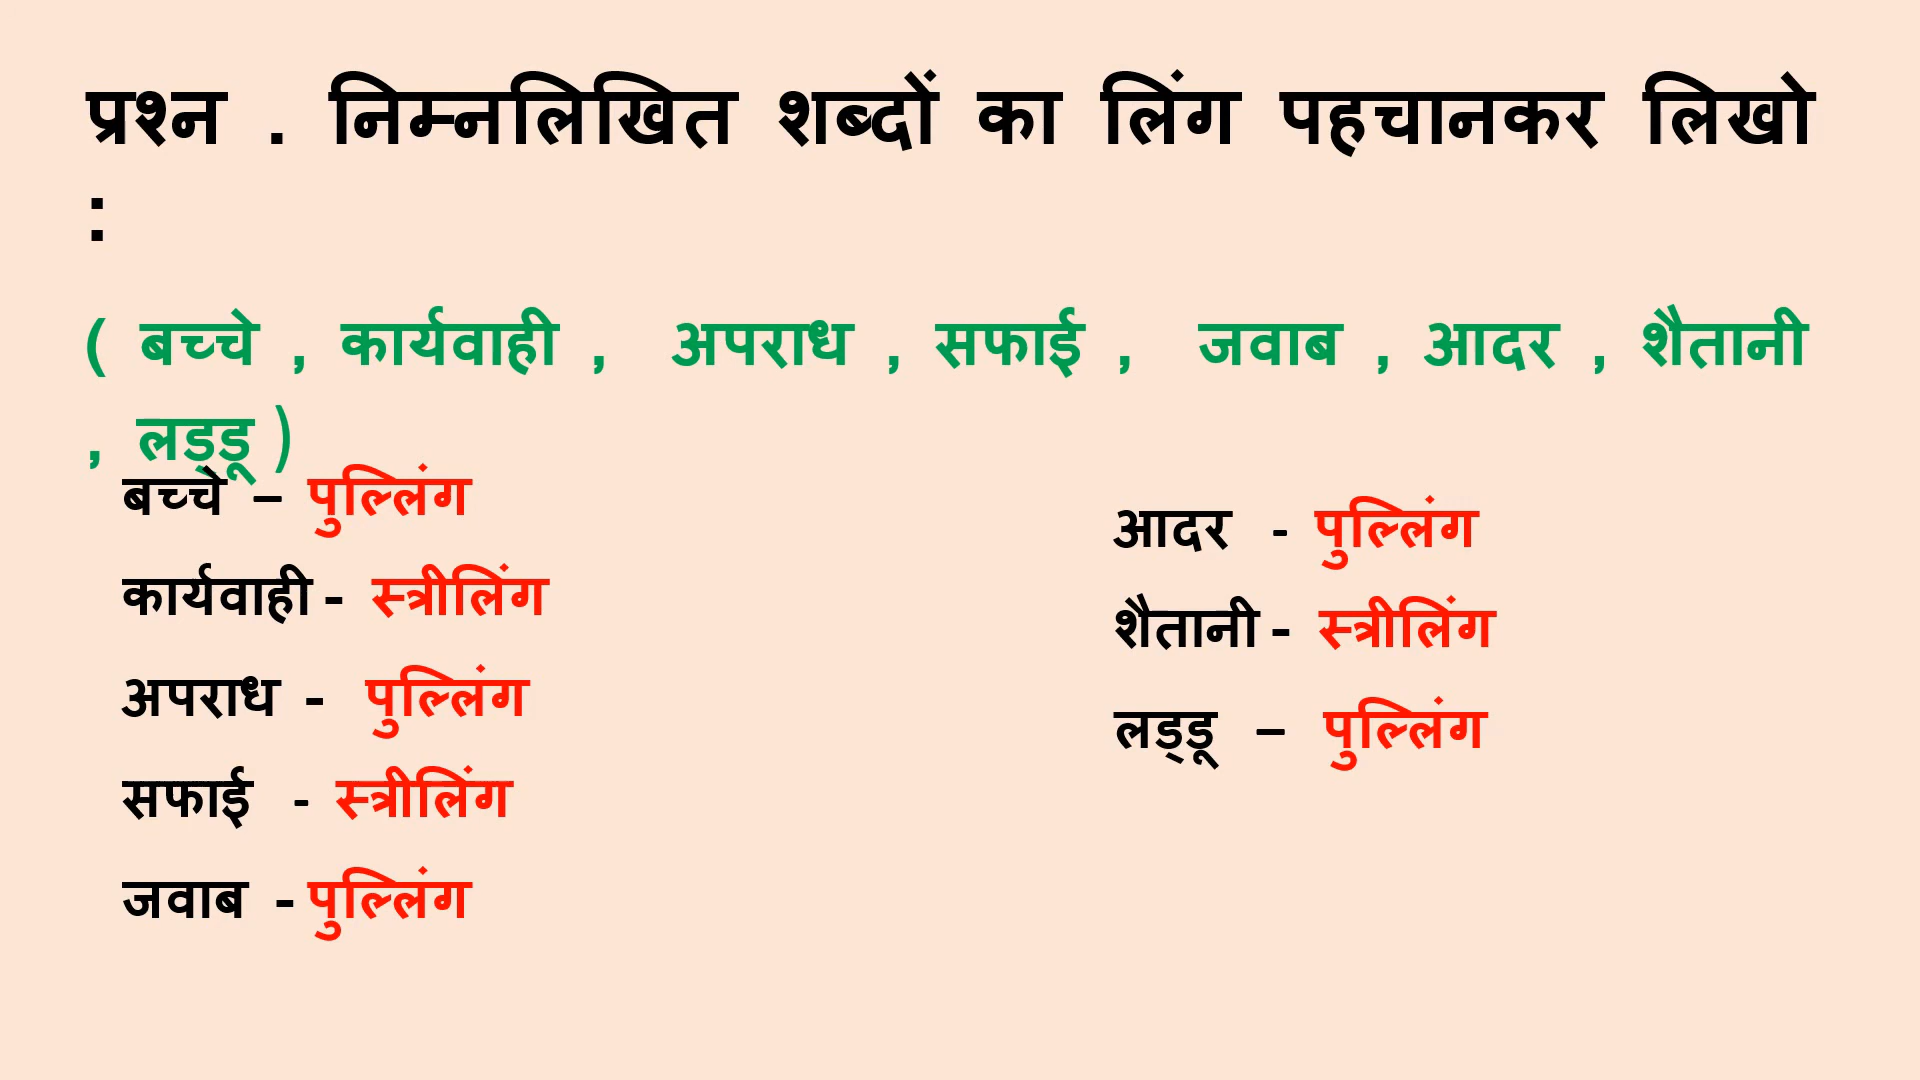 प्रश्न . निम्नलिखित शब्दों का लिंग पहचानकर लिखो
:
( बच्चे , कार्यवाही , अपराध , सफाई , जवाब , आदर , शैतानी
, लड्डू )
बच्चे – पुल्लिंग
कार्यवाही - स्त्रीलिंग
अपराध - पुल्लिंग
सफाई - स्त्रीलिंग
जवाब - पुल्लिंग
आदर - पुल्लिंग
शैतानी - स्त्रीलिंग
लड्डू – पुल्लिंग